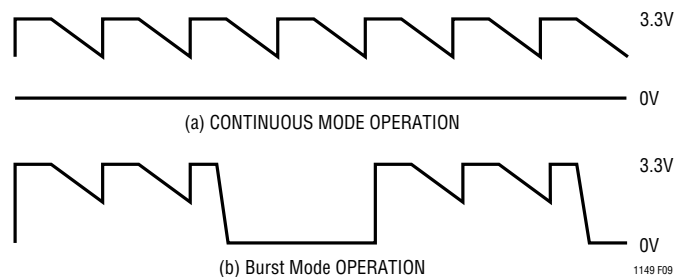 3.3V
0V
(a) CONTINUOUS MODE OPERATION
3.3V
0V
(b) Burst Mode OPERATION
1149 F09